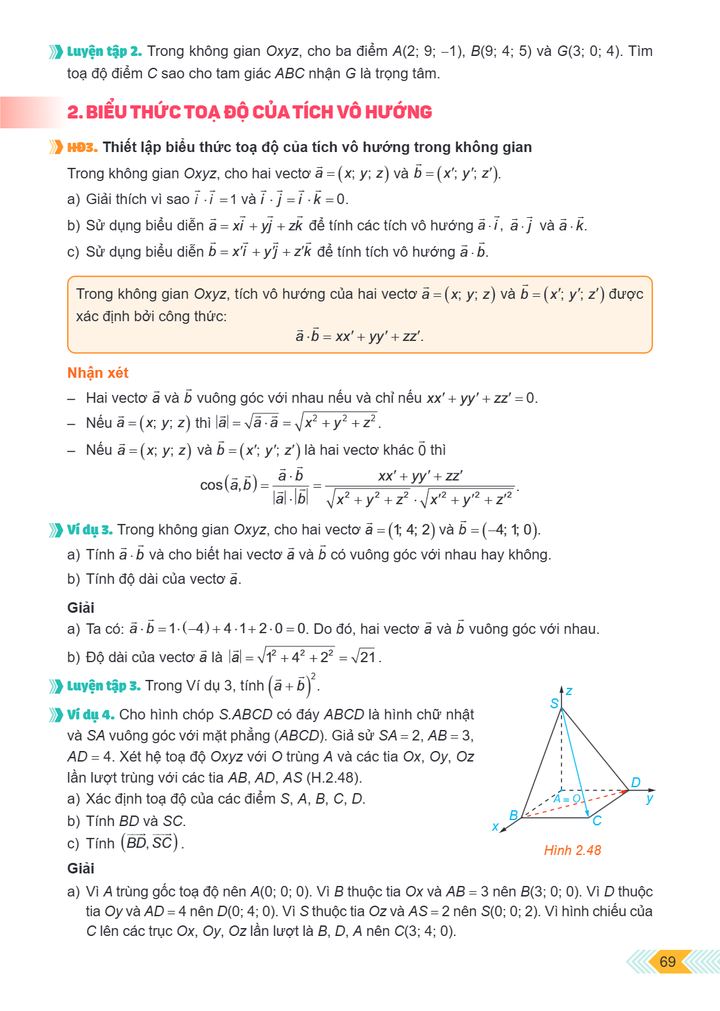 Luyện tập 2. Trong không gian Oxyz, cho ba điểm A(2; 9; −1), B(9; 4; 5) và G(3; 0; 4). Tìm
toạ độ điểm C sao cho tam giác ABC nhận G là trọng tâm.
2. BIỂU THỨC TOẠ ĐỘ CỦA TÍCH VÔ HƯỚNG
HĐ3. Thiết lập biểu thức toạ độ của tích vô hướng trong không gian
Trong không gian Oxyz, cho hai vectơ a⃗ = (x; y; z) và b⃗ = (x′; y′; z′).
a) Giải thích vì sao i⃗ · i⃗ = 1 và i⃗ · j⃗ = i⃗ · k⃗ = 0.
b) Sử dụng biểu diễn a⃗ = xi⃗ + yj⃗ + zk⃗ để tính các tích vô hướng a⃗ · i⃗, a⃗ · j⃗ và a⃗ · k⃗.
c) Sử dụng biểu diễn b⃗ = x′i⃗ + y′j⃗ + z′k⃗ để tính tích vô hướng a⃗ · b⃗.
Trong không gian Oxyz, tích vô hướng của hai vectơ a⃗ = (x; y; z) và b⃗ = (x′; y′; z′) được
xác định bởi công thức:
a⃗ · b⃗ = xx′ + yy′ + zz′.
Nhận xét
– Hai vectơ a⃗ và b⃗ vuông góc với nhau nếu và chỉ nếu xx′ + yy′ + zz′ = 0.
– Nếu a⃗ = (x; y; z) thì |a⃗| = √(a⃗ · a⃗) = √(x² + y² + z²).
– Nếu a⃗ = (x; y; z) và b⃗ = (x′; y′; z′) là hai vectơ khác 0⃗ thì
cos(a⃗, b⃗) = (a⃗ · b⃗)/(|a⃗| · |b⃗|) = (xx′ + yy′ + zz′)/(√(x² + y² + z²) · √(x′² + y′² + z′²)).
Ví dụ 3. Trong không gian Oxyz, cho hai vectơ a⃗ = (1; 4; 2) và b⃗ = (−4; 1; 0).
a) Tính a⃗ · b⃗ và cho biết hai vectơ a⃗ và b⃗ có vuông góc với nhau hay không.
b) Tính độ dài của vectơ a⃗.
Giải
a) Ta có: a⃗ · b⃗ = 1 · (−4) + 4 · 1 + 2 · 0 = 0. Do đó, hai vectơ a⃗ và b⃗ vuông góc với nhau.
b) Độ dài của vectơ a⃗ là |a⃗| = √(1² + 4² + 2²) = √21.
Luyện tập 3. Trong Ví dụ 3, tính (a⃗ + b⃗)².
Ví dụ 4. Cho hình chóp S.ABCD có đáy ABCD là hình chữ nhật
và SA vuông góc với mặt phẳng (ABCD). Giả sử SA = 2, AB = 3,
AD = 4. Xét hệ toạ độ Oxyz với O trùng A và các tia Ox, Oy, Oz
lần lượt trùng với các tia AB, AD, AS (H.2.48).
a) Xác định toạ độ của các điểm S, A, B, C, D.
b) Tính BD và SC.
c) Tính (BD⃗, SC⃗).
z
S
D
A ≡ O
y
B
C
x
Hình 2.48
Giải
a) Vì A trùng gốc toạ độ nên A(0; 0; 0). Vì B thuộc tia Ox và AB = 3 nên B(3; 0; 0). Vì D thuộc
tia Oy và AD = 4 nên D(0; 4; 0). Vì S thuộc tia Oz và AS = 2 nên S(0; 0; 2). Vì hình chiếu của
C lên các trục Ox, Oy, Oz lần lượt là B, D, A nên C(3; 4; 0).
69